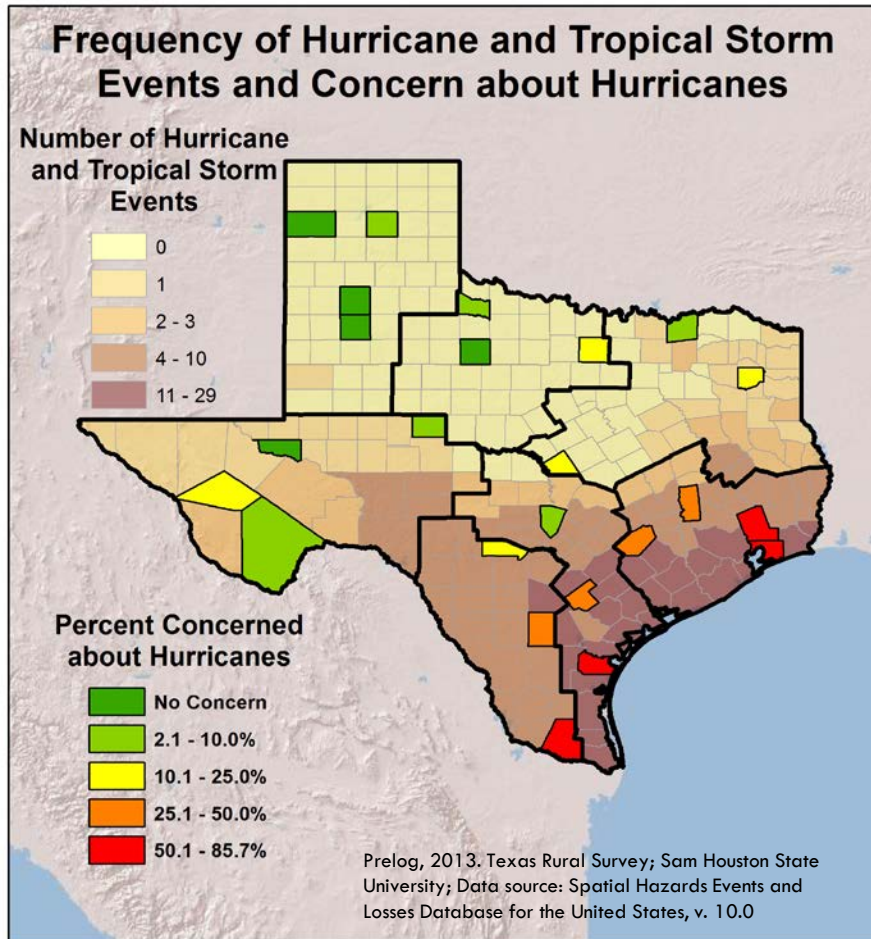 Frequency of Hurricane and Tropical Storm
Events and Concern about Hurricanes
Number of Hurricane
and Tropical Storm
Events
0
1
2 - 3
4 - 10
11 - 29
Percent Concerned
about Hurricanes
No Concern
2.1 - 10.0%
10.1 - 25.0%
25.1 - 50.0%
50.1 - 85.7%
Prelog, 2013. Texas Rural Survey; Sam Houston State
University; Data source: Spatial Hazards Events and
Losses Database for the United States, v. 10.0